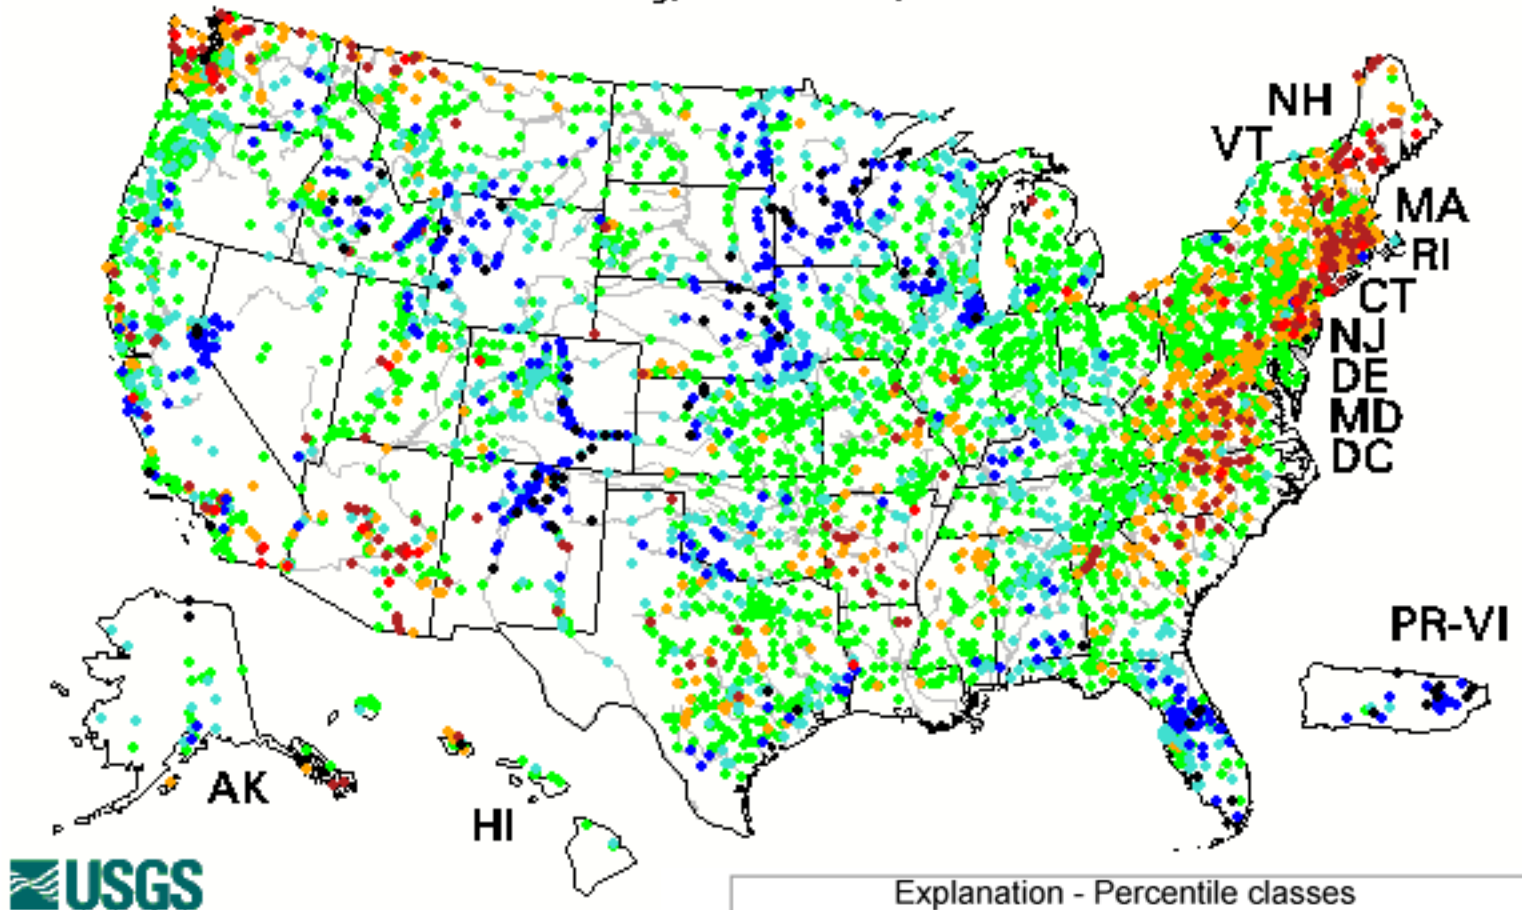 NH
VT
MA
RI
CT
NJ
DE
MD
DC
PR-VI
AK
HI
USGS
Explanation - Percentile classes